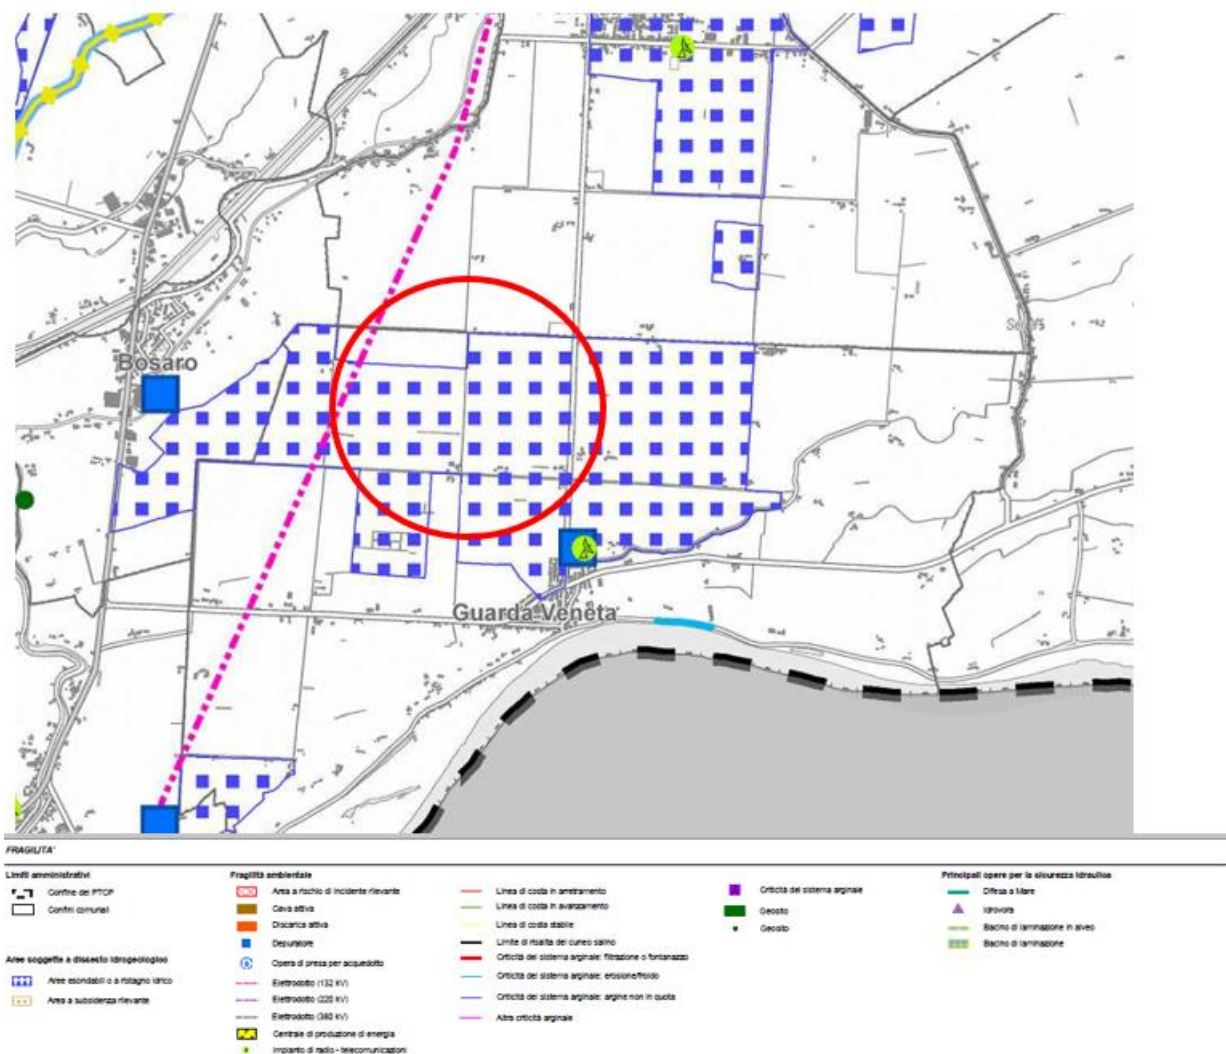 Bosaro
Guarda Veneta
FRAGILITA'
Limiti amministrativi
Confine del PTCP
Confini comunali
Aree soggette a dissesto idrogeologico
Aree esondabili o a ristagno idrico
Area a subsidenza rilevante
Fragilità ambientale
Area a rischio di incidente rilevante
Cava attiva
Discarica attiva
Depuratore
Opera di presa per acquedotto
Elettrodotto (132 kV)
Elettrodotto (220 kV)
Elettrodotto (380 kV)
Centrale di produzione di energia
Impianto di radio - telecomunicazioni
Linea di costa in arretramento
Linea di costa in avanzamento
Linea di costa stabile
Limite di risalita del cuneo salino
Criticità del sistema arginale: filtrazione o fontanazzo
Criticità del sistema arginale: erosione/froldo
Criticità del sistema arginale: argine non in quota
Altra criticità arginale
Criticità del sistema arginale
Geosito
Geosito
Principali opere per la sicurezza idraulica
Difesa a Mare
Idrovora
Bacino di laminazione in alveo
Bacino di laminazione